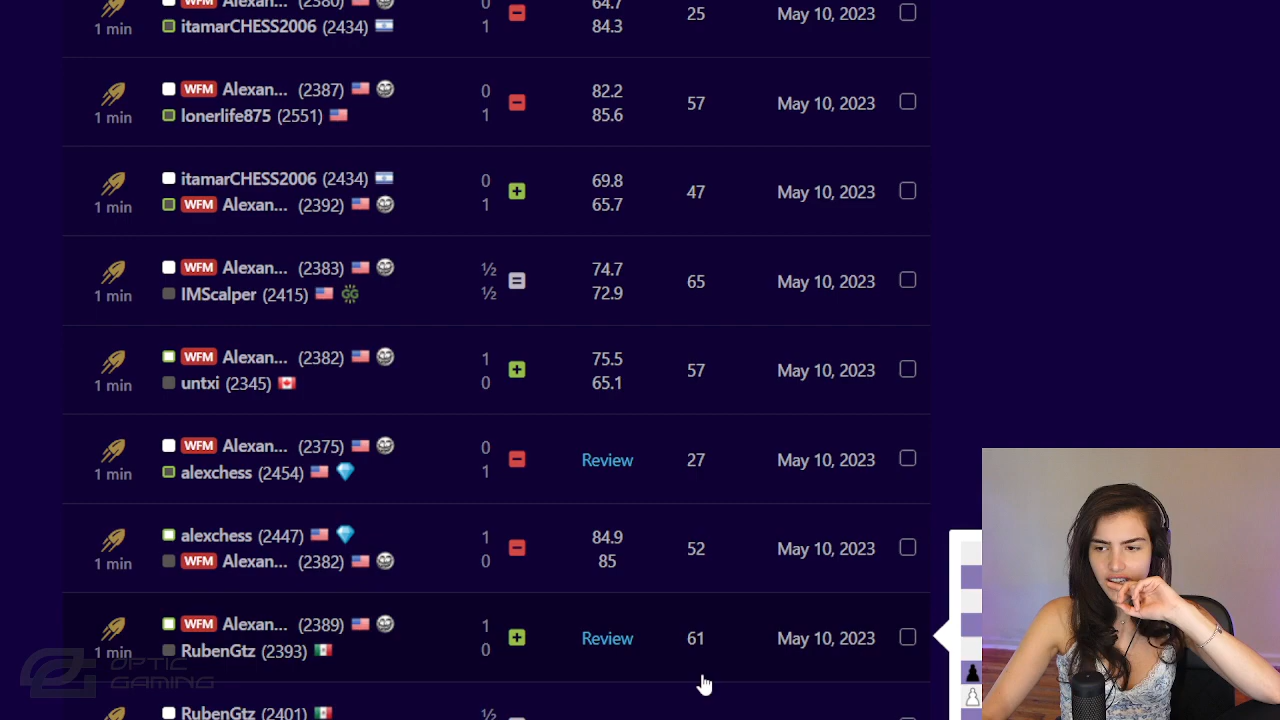 WFM Alexan... (2380) 0 64.7
1 min itamarCHESS2006 (2434) 1 84.3 25 May 10, 2023
WFM Alexan... (2387) 0 82.2
1 min lonerlife875 (2551) 1 85.6 57 May 10, 2023
itamarCHESS2006 (2434) 0 69.8
1 min WFM Alexan... (2392) 1 65.7 47 May 10, 2023
WFM Alexan... (2383) ½ 74.7
1 min IMScalper (2415) GG ½ 72.9 65 May 10, 2023
WFM Alexan... (2382) 1 75.5
1 min untxi (2345) 0 65.1 57 May 10, 2023
WFM Alexan... (2375) 0
1 min alexchess (2454) 1 Review 27 May 10, 2023
alexchess (2447) 1 84.9
1 min WFM Alexan... (2382) 0 85 52 May 10, 2023
WFM Alexan... (2389) 1
1 min RubenGtz (2393) 0 Review 61 May 10, 2023
OPTIC
GAMING
RubenGtz (2401) ½